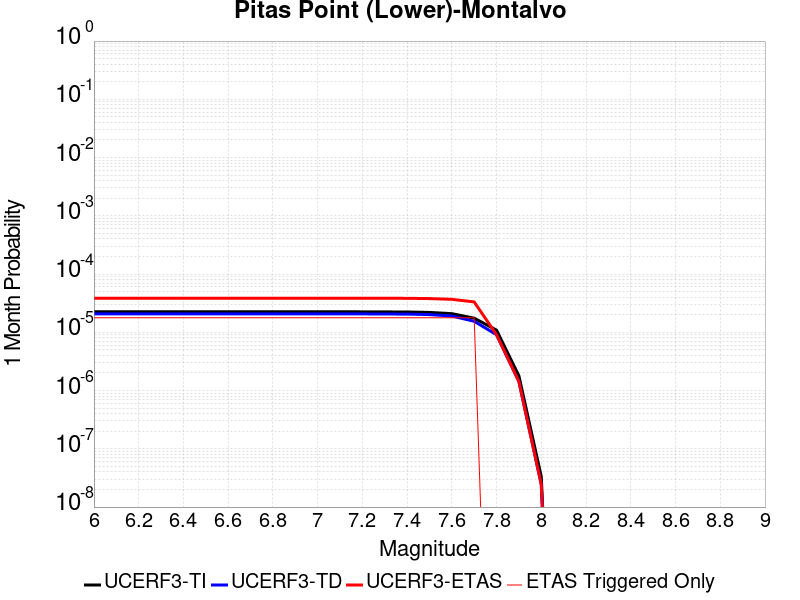 Pitas Point (Lower)-Montalvo
10^0
10^-1
10^-2
10^-3
10^-4
10^-5
10^-6
10^-7
10^-8
1 Month Probability
6 6.2 6.4 6.6 6.8 7 7.2 7.4 7.6 7.8 8 8.2 8.4 8.6 8.8 9
Magnitude
UCERF3-TI UCERF3-TD UCERF3-ETAS ETAS Triggered Only